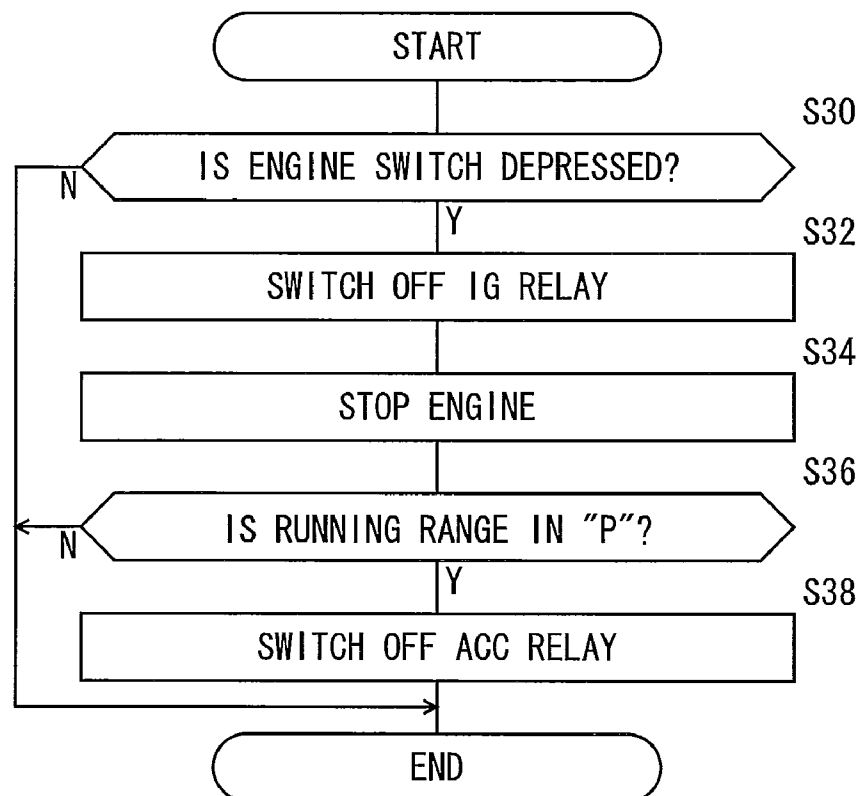 START
S30
IS ENGINE SWITCH DEPRESSED?
N
Y
S32
SWITCH OFF IG RELAY
S34
STOP ENGINE
S36
IS RUNNING RANGE IN "P"?
N
Y
S38
SWITCH OFF ACC RELAY
END